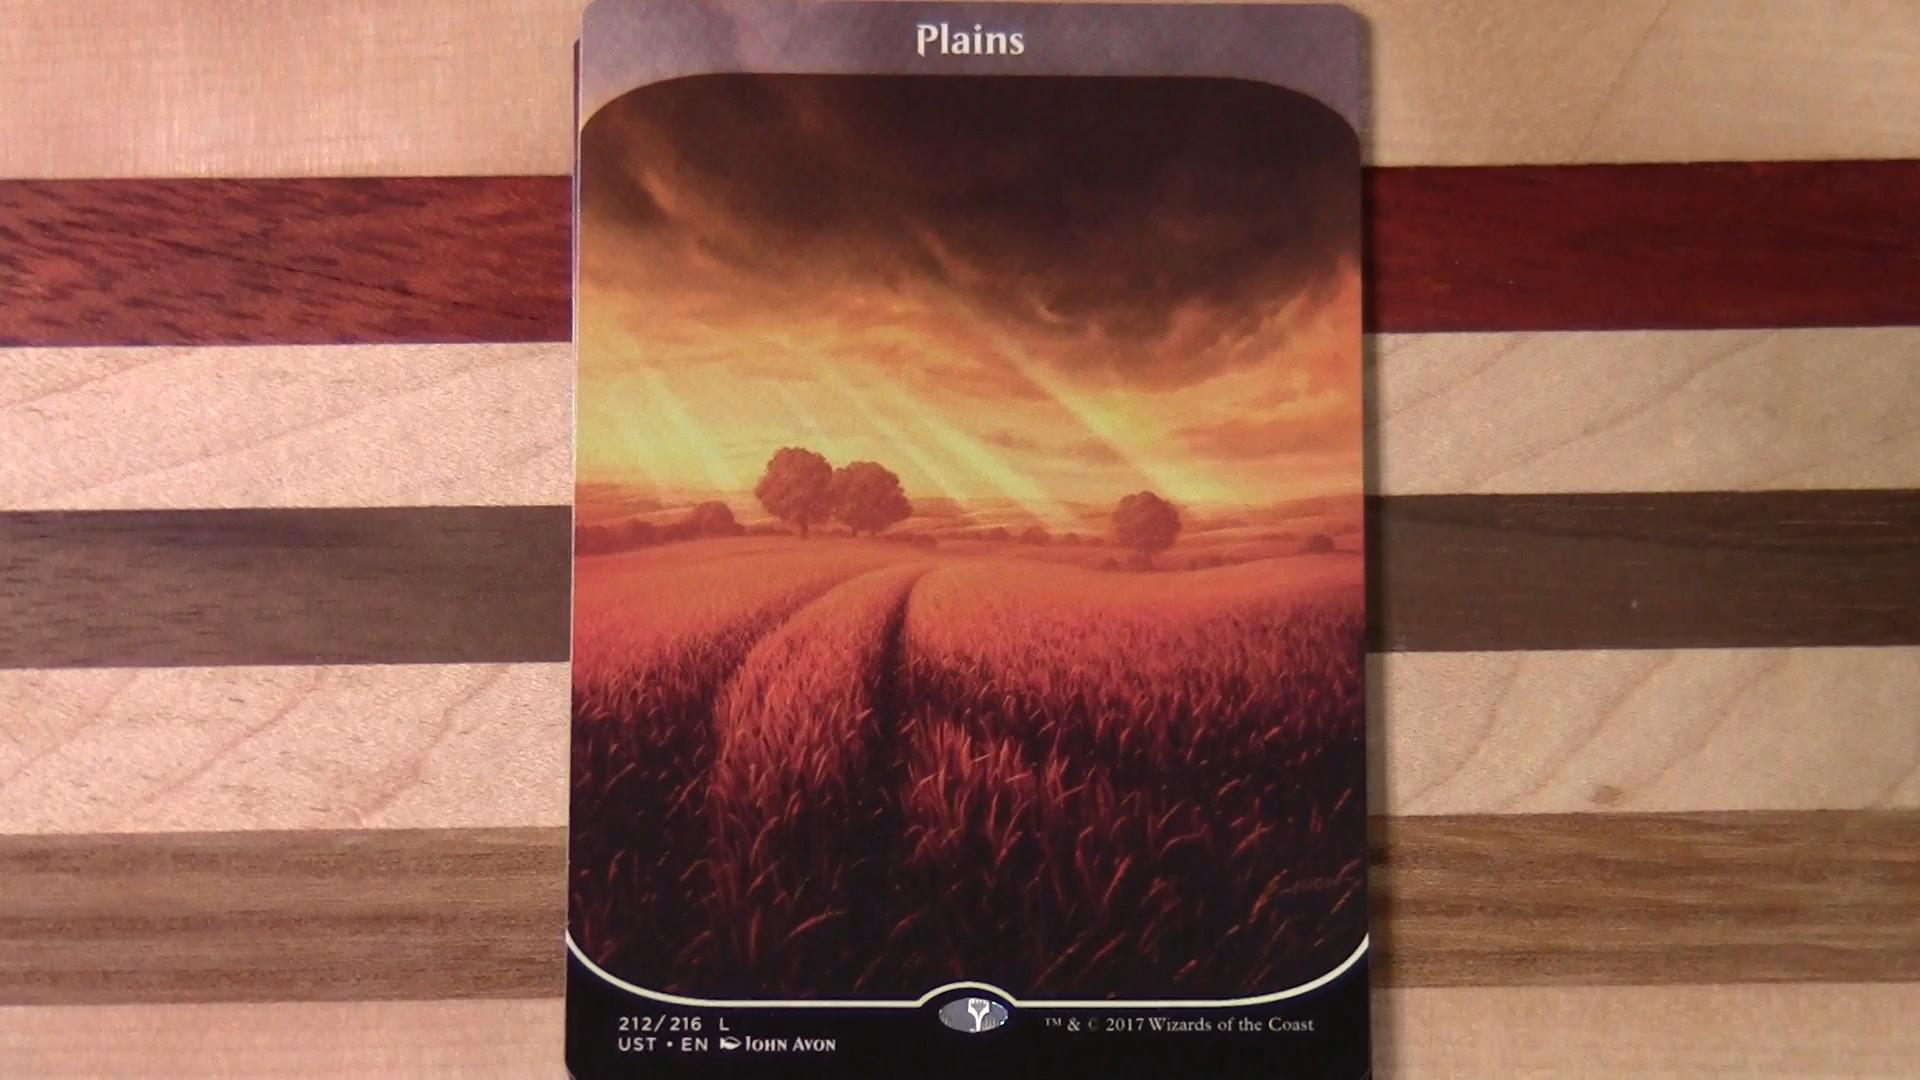 Plains
212/216 L
UST • EN John Avon
™ & © 2017 Wizards of the Coast